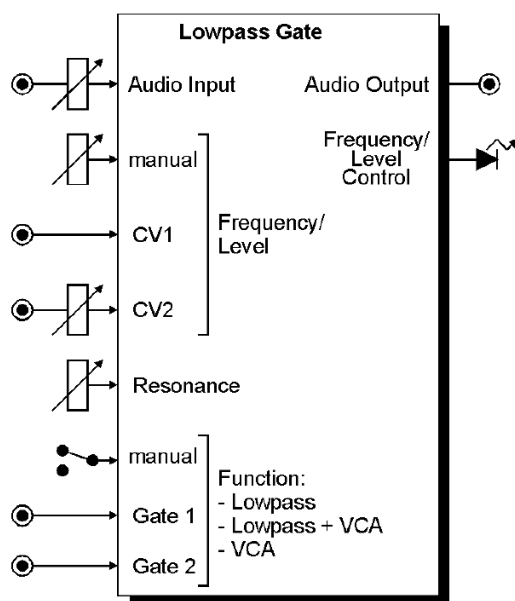 Lowpass Gate
Audio Input
Audio Output
manual
Frequency/
Level
Control
CV1
Frequency/
Level
CV2
Resonance
manual
Function:
- Lowpass
- Lowpass + VCA
- VCA
Gate 1
Gate 2